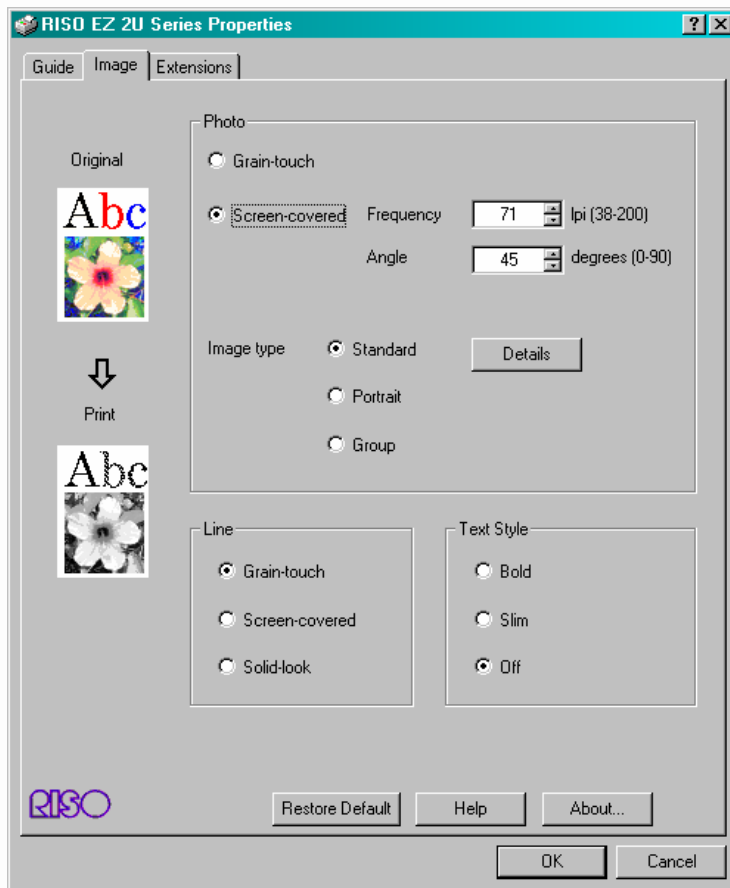 RISO EZ 2U Series Properties
Guide Image Extensions
Original
Abc
Print
Abc
Photo
Grain-touch
Screen-covered Frequency 71 lpi (38-200)
Angle 45 degrees (0-90)
Image type Standard Details
Portrait
Group
Line
Grain-touch
Screen-covered
Solid-look
Text Style
Bold
Slim
Off
RISO
Restore Default Help About...
OK Cancel